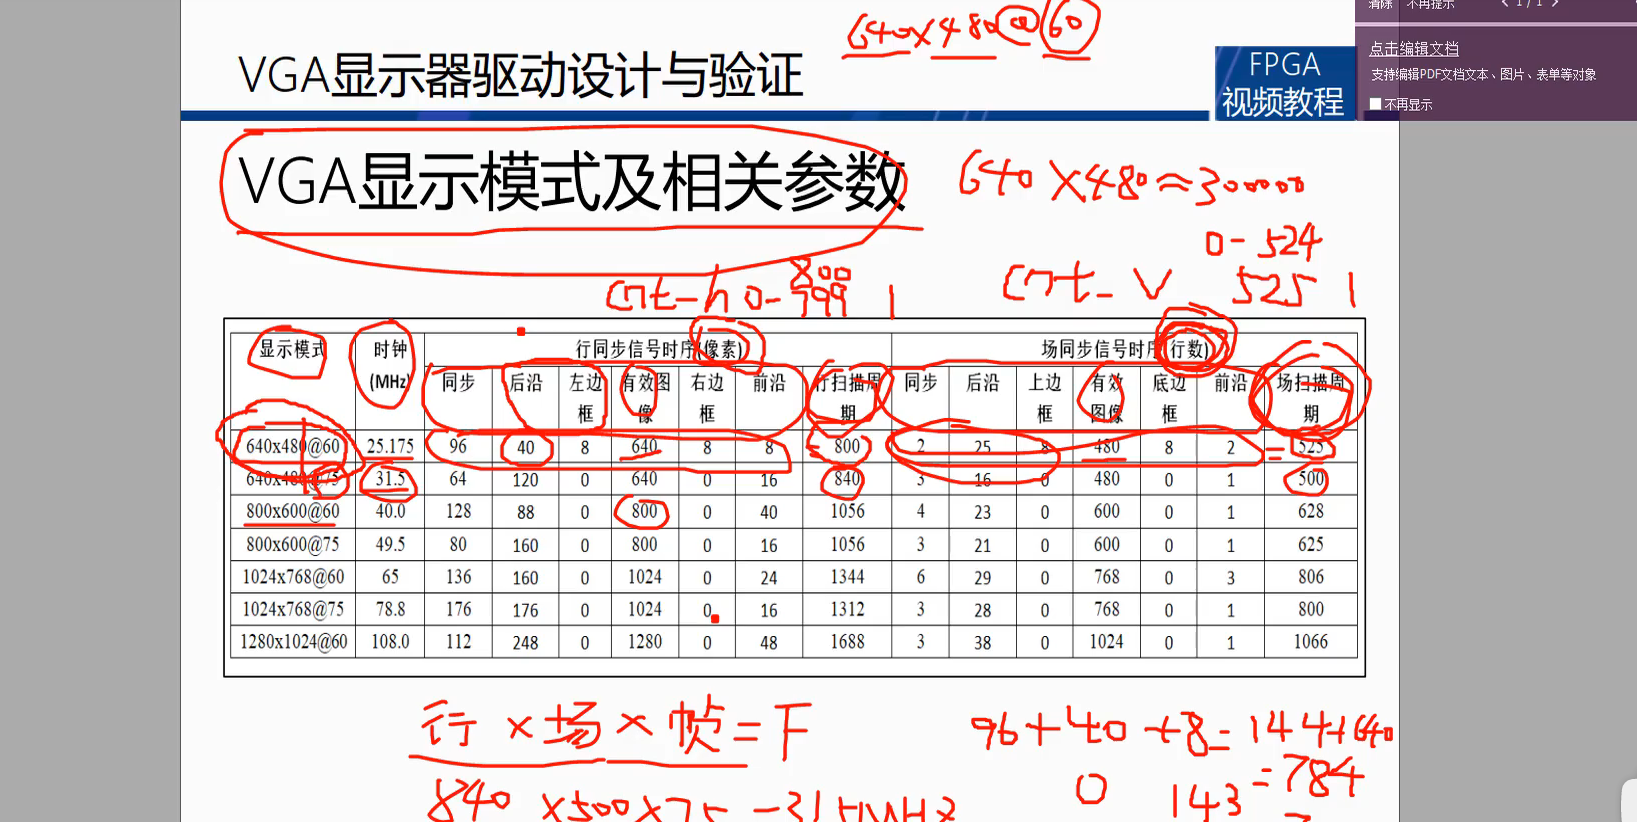 清除 不再提示 < 1 / 1 >
点击编辑文档
支持编辑PDF文档文本、图片、表单等对象
不再显示
640×480@60
VGA显示器驱动设计与验证
FPGA
视频教程
VGA显示模式及相关参数
640×480≈300000
0-524
800
cnt-h 0-799 1
cnt-V 525 1
显示模式 时钟(MHz) 行同步信号时序(像素) 场同步信号时序(行数)
同步 后沿 左边框 有效图像 右边框 前沿 行扫描周期 同步 后沿 上边框 有效图像 底边框 前沿 场扫描周期
640x480@60 25.175 96 40 8 640 8 8 800 2 25 8 480 8 2 = 525
640x480@75 31.5 64 120 0 640 0 16 840 3 16 0 480 0 1 500
800x600@60 40.0 128 88 0 800 0 40 1056 4 23 0 600 0 1 628
800x600@75 49.5 80 160 0 800 0 16 1056 3 21 0 600 0 1 625
1024x768@60 65 136 160 0 1024 0 24 1344 6 29 0 768 0 3 806
1024x768@75 78.8 176 176 0 1024 0 16 1312 3 28 0 768 0 1 800
1280x1024@60 108.0 112 248 0 1280 0 48 1688 3 38 0 1024 0 1 1066
行×场×帧=F
96+40+8=144+640
=784
0 143
840 ×500×75